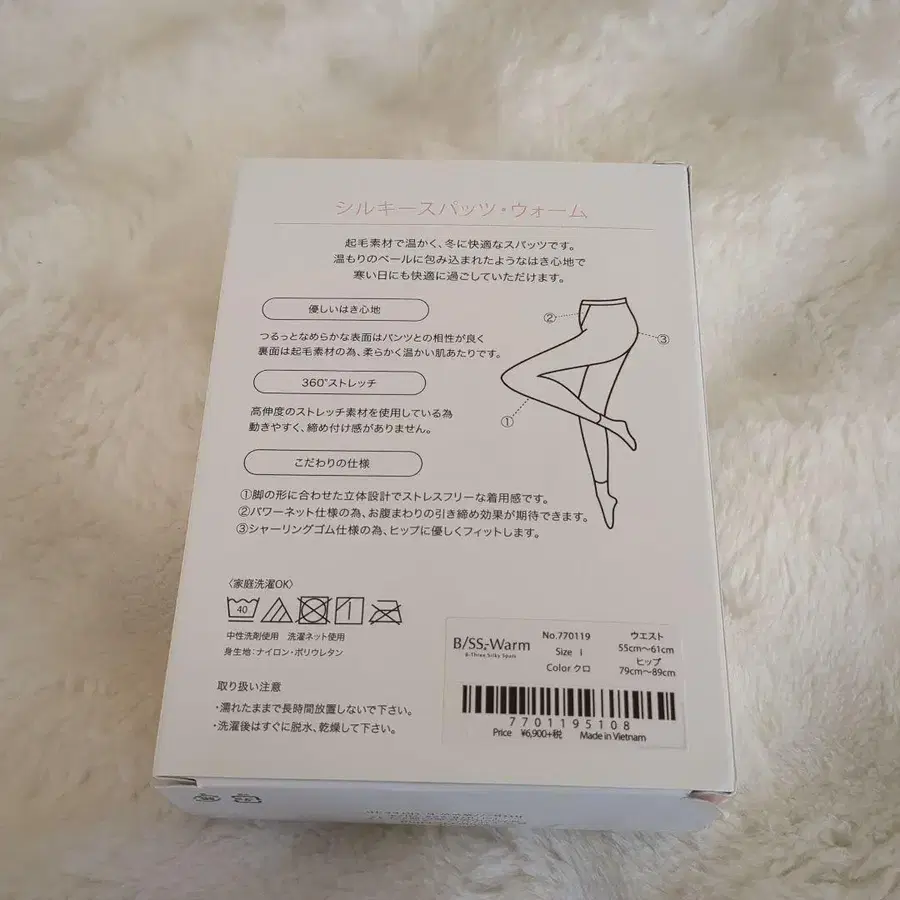 シルキースパッツ・ウォーム
起毛素材で温かく、冬に快適なスパッツです。
温もりのベールに包み込まれたようなはき心地で
寒い日にも快適に過ごしていただけます。
優しいはき心地
つるっとなめらかな表面はパンツとの相性が良く
裏面は起毛素材の為、柔らかく温かい肌あたりです。
360°ストレッチ
高伸度のストレッチ素材を使用している為
動きやすく、締め付け感がありません。
②
③
①
こだわりの仕様
①脚の形に合わせた立体設計でストレスフリーな着用感です。
②パワーネット仕様の為、お腹まわりの引き締め効果が期待できます。
③シャーリングゴム仕様の為、ヒップに優しくフィットします。
〈家庭洗濯OK〉
40
中性洗剤使用 洗濯ネット使用
身生地:ナイロン・ポリウレタン
取り扱い注意
・濡れたままで長時間放置しないで下さい。
・洗濯後はすぐに脱水、乾燥して下さい。
B/SS-Warm
B-Three Silky Spats
No.770119
Size I
Color クロ
ウエスト
55cm〜61cm
ヒップ
79cm〜89cm
7701195108
Price ¥6,900+税 Made in Vietnam